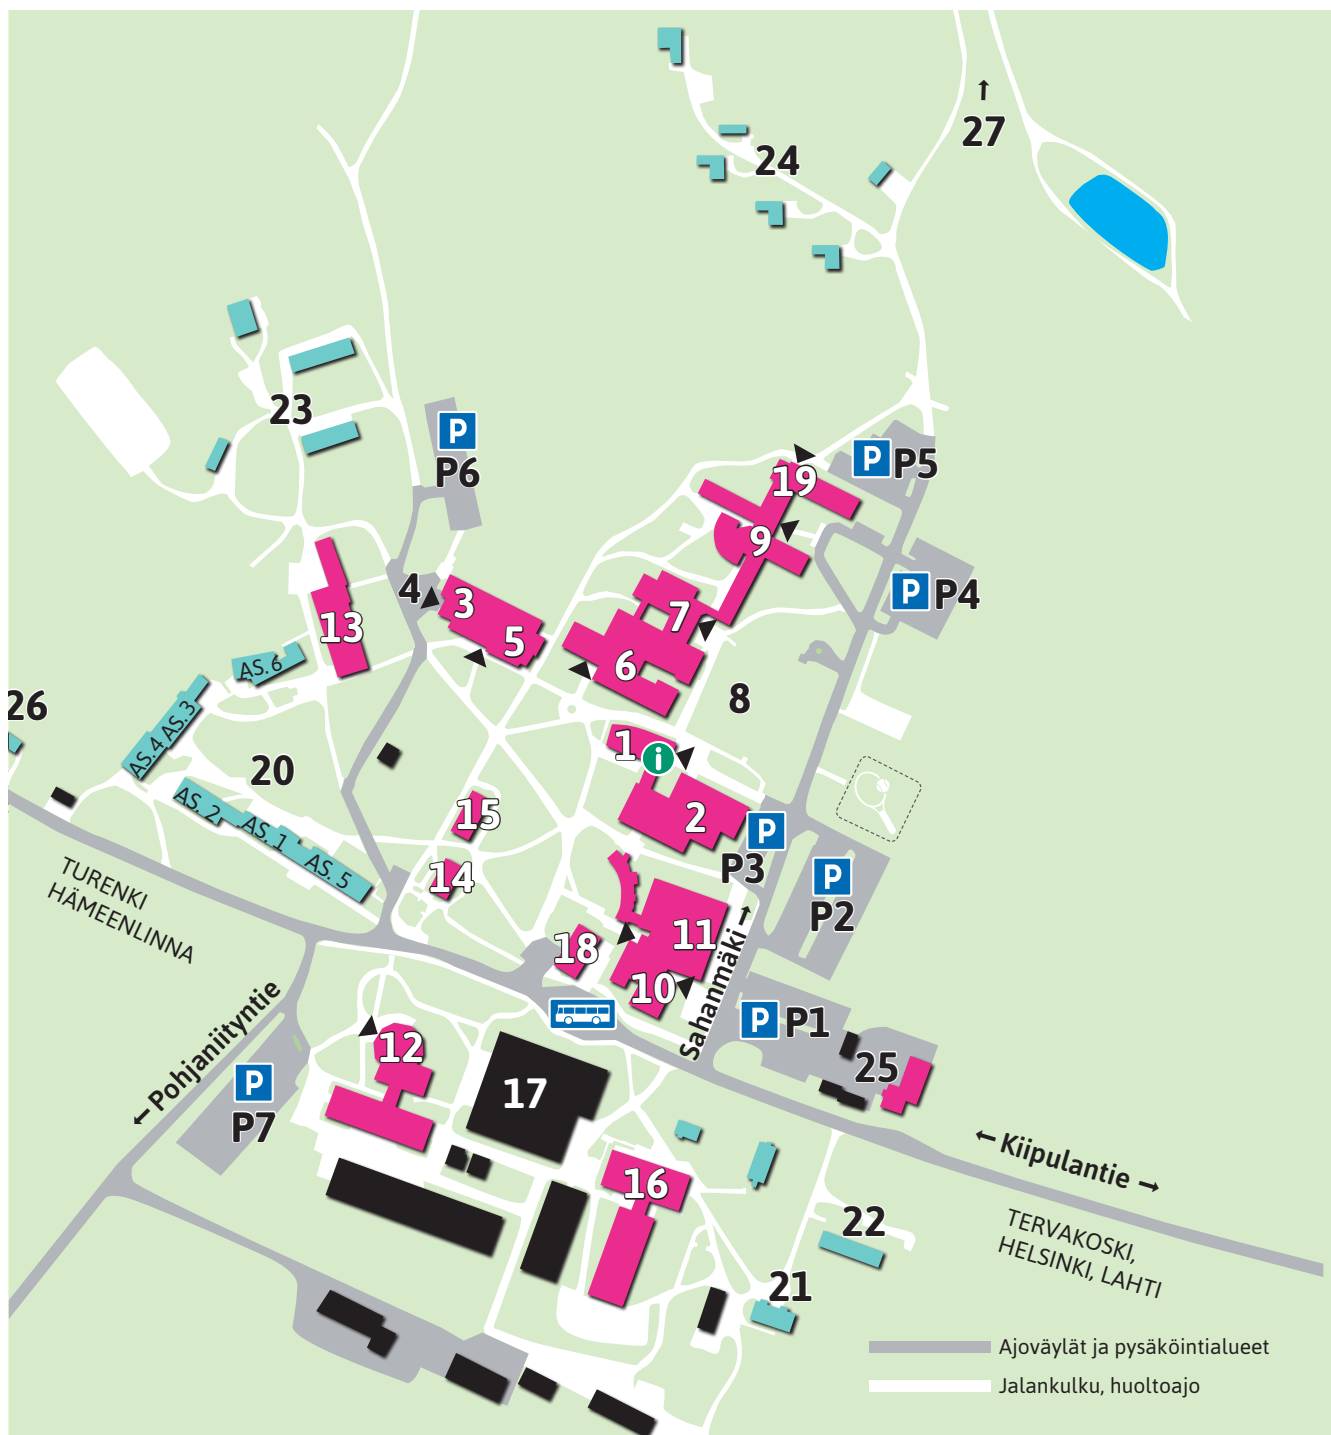 27
24
23
P
P6
19
P
P5
9
P
P4
4
3
5
7
13
6
AS.6
26
AS.3
AS.4
8
1
i
20
AS. 2
AS. 1
AS. 5
15
2
P
P3
14
P
P2
TURENKI
HÄMEENLINNA
11
18
10
Sahanmäki →
P
P1
← Pohjaniityntie
12
25
17
P
P7
← Kiipulantie →
16
22
TERVAKOSKI,
HELSINKI, LAHTI
21
Ajoväylät ja pysäköintialueet
Jalankulku, huoltoajo